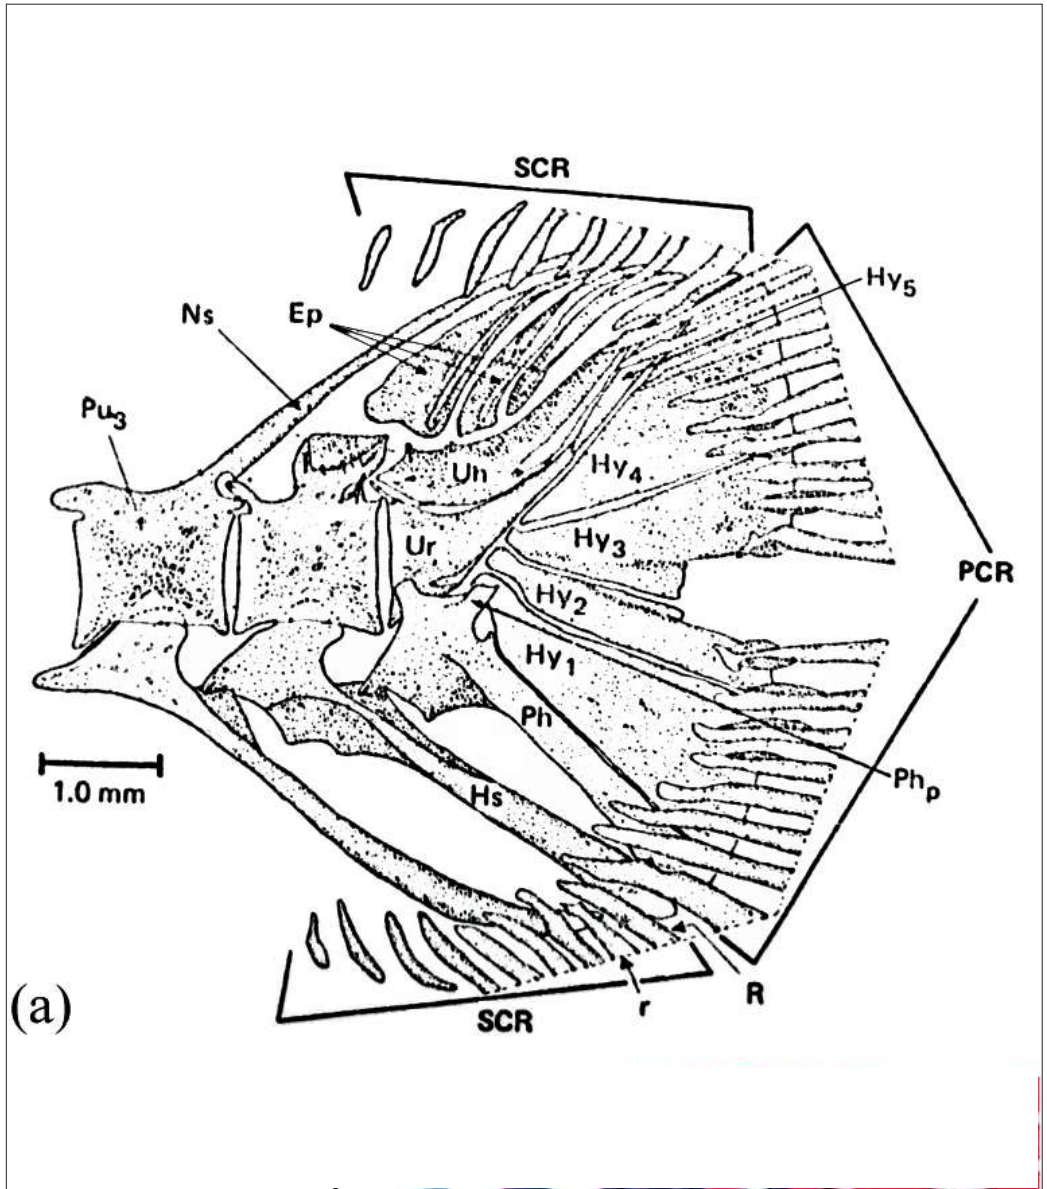 SCR
Hy₅
Ns
Ep
Pu₃
Uh
Hy₄
Ur
Hy₃
PCR
Hy₂
Hy₁
Ph
1.0 mm
Hs
Phₚ
(a)
SCR
r
R